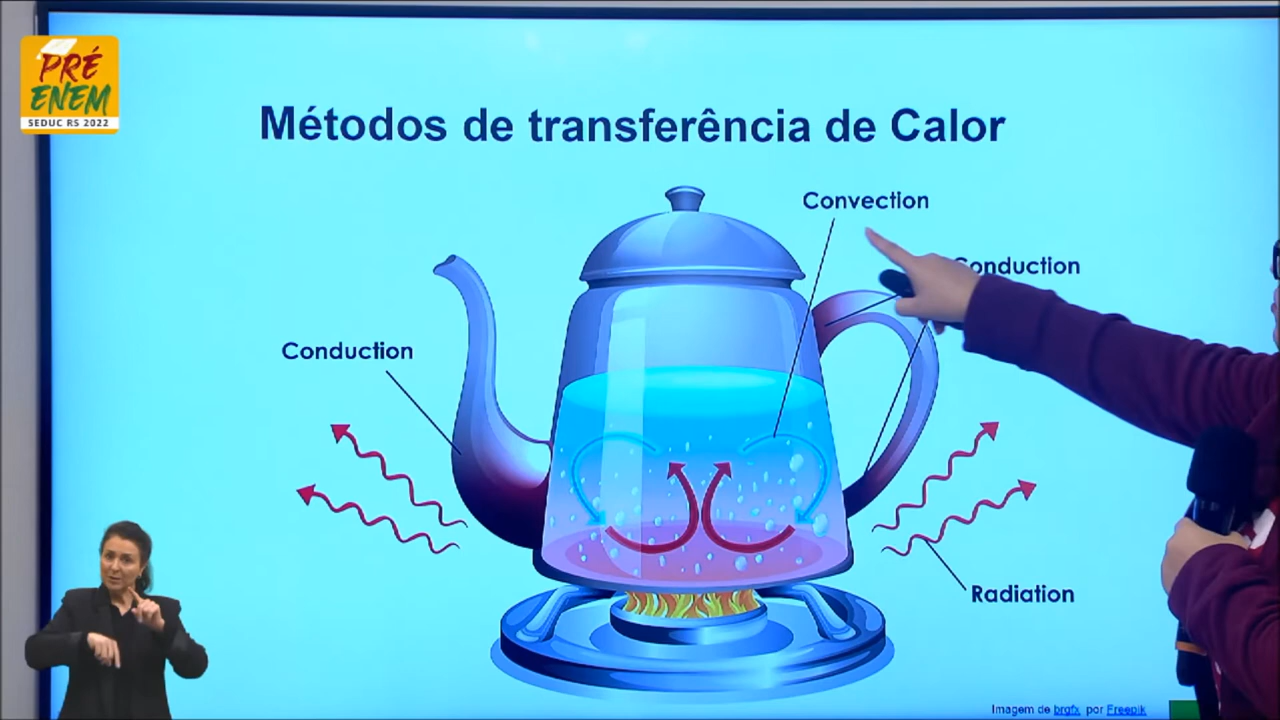 PRÉ
ENEM
SEDUC RS 2022
Métodos de transferência de Calor
Convection
Conduction
Conduction
Radiation
Imagem de brgfx por Freepik